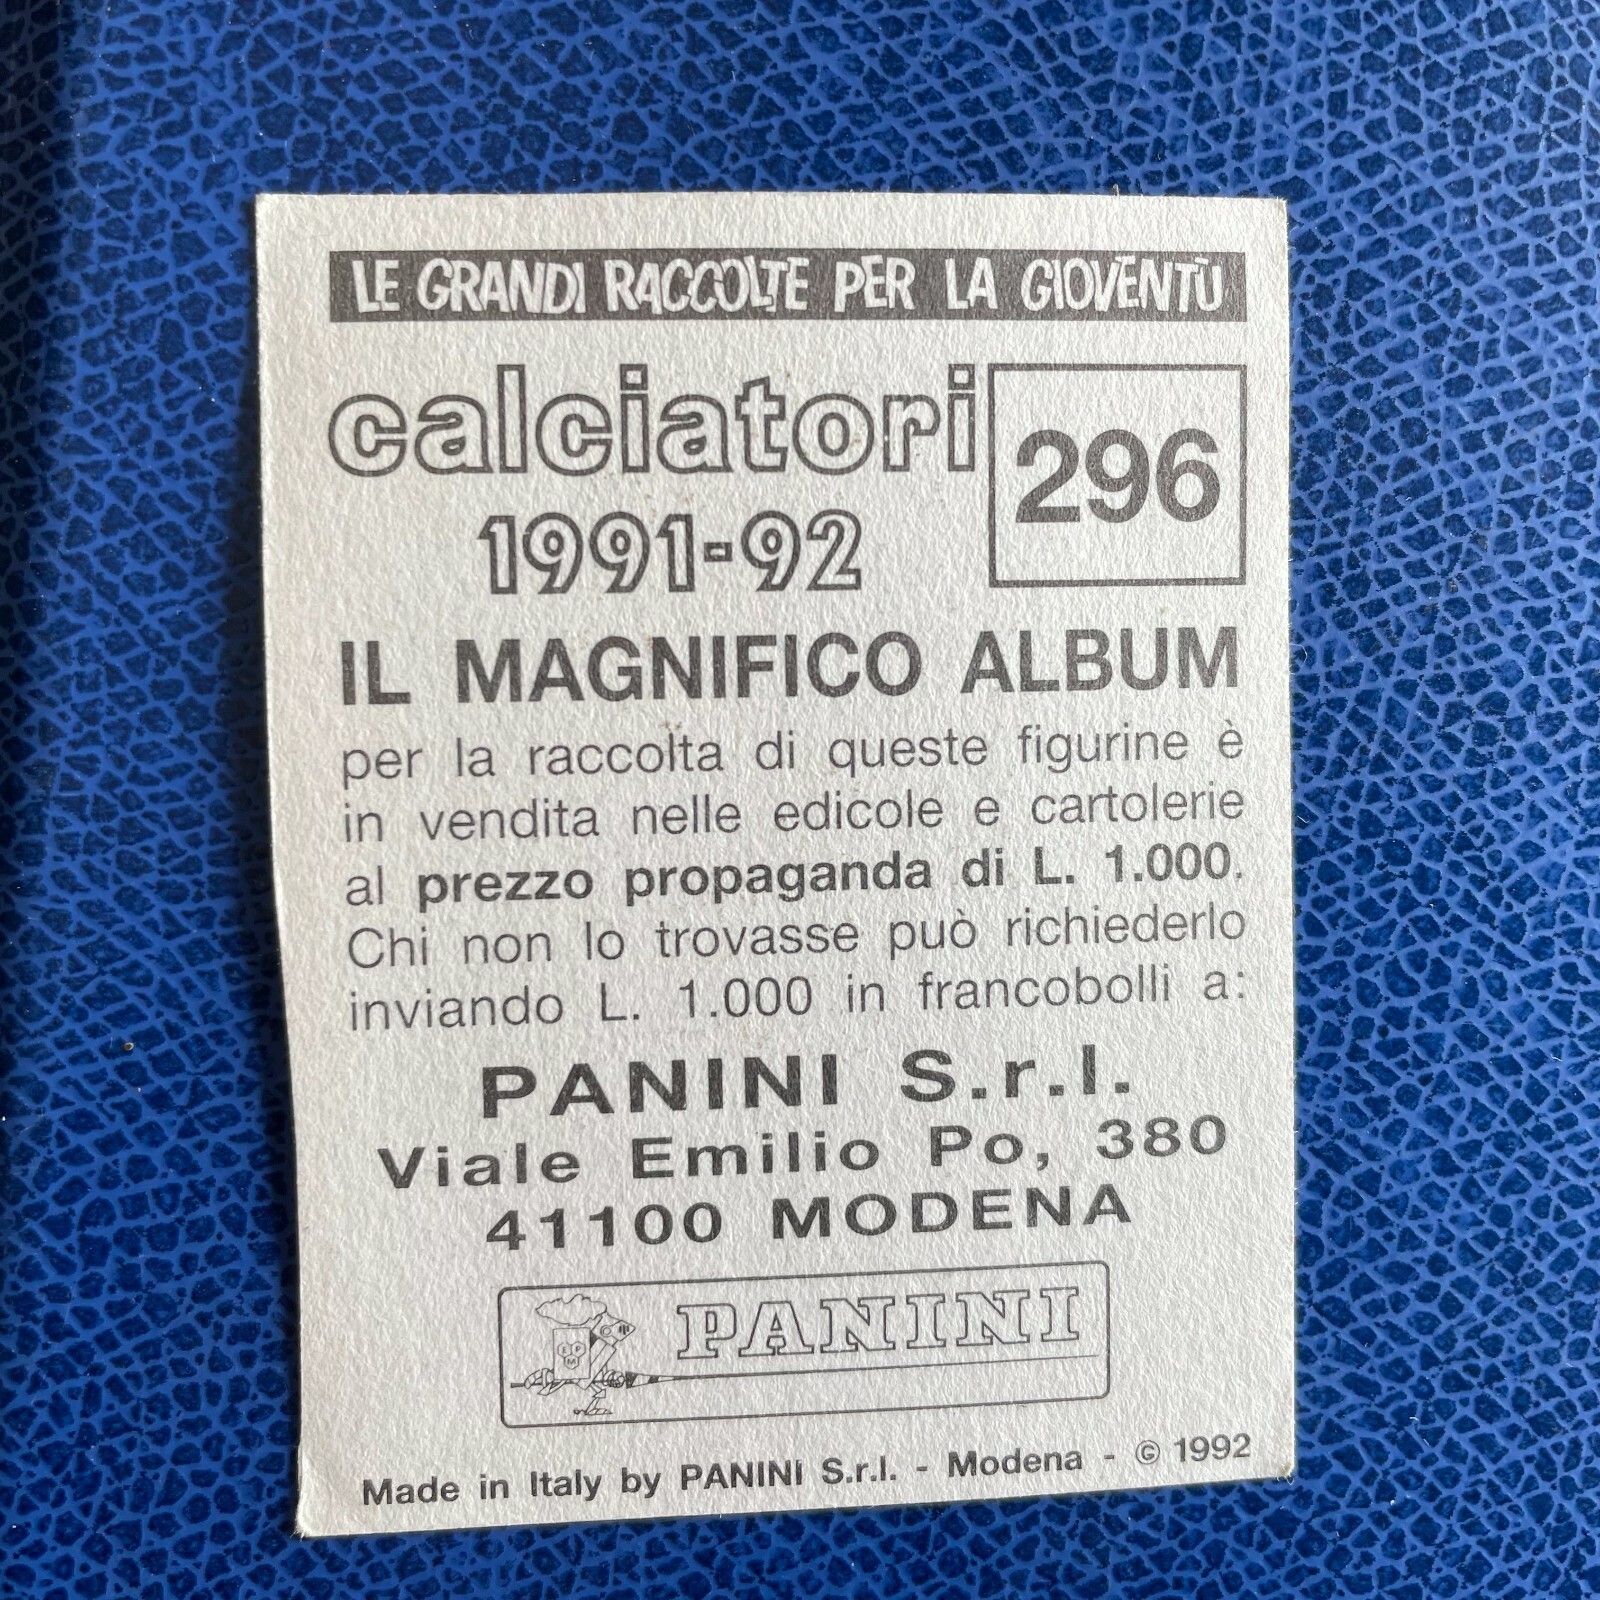 LE GRANDI RACCOLTE PER LA GIOVENTÙ
calciatori
296
1991-92
IL MAGNIFICO ALBUM
per la raccolta di queste figurine è
in vendita nelle edicole e cartolerie
al prezzo propaganda di L. 1.000.
Chi non lo trovasse può richiederlo
inviando L. 1.000 in francobolli a:
PANINI S.r.l.
Viale Emilio Po, 380
41100 MODENA
PANINI
Made in Italy by PANINI S.r.l. - Modena - © 1992